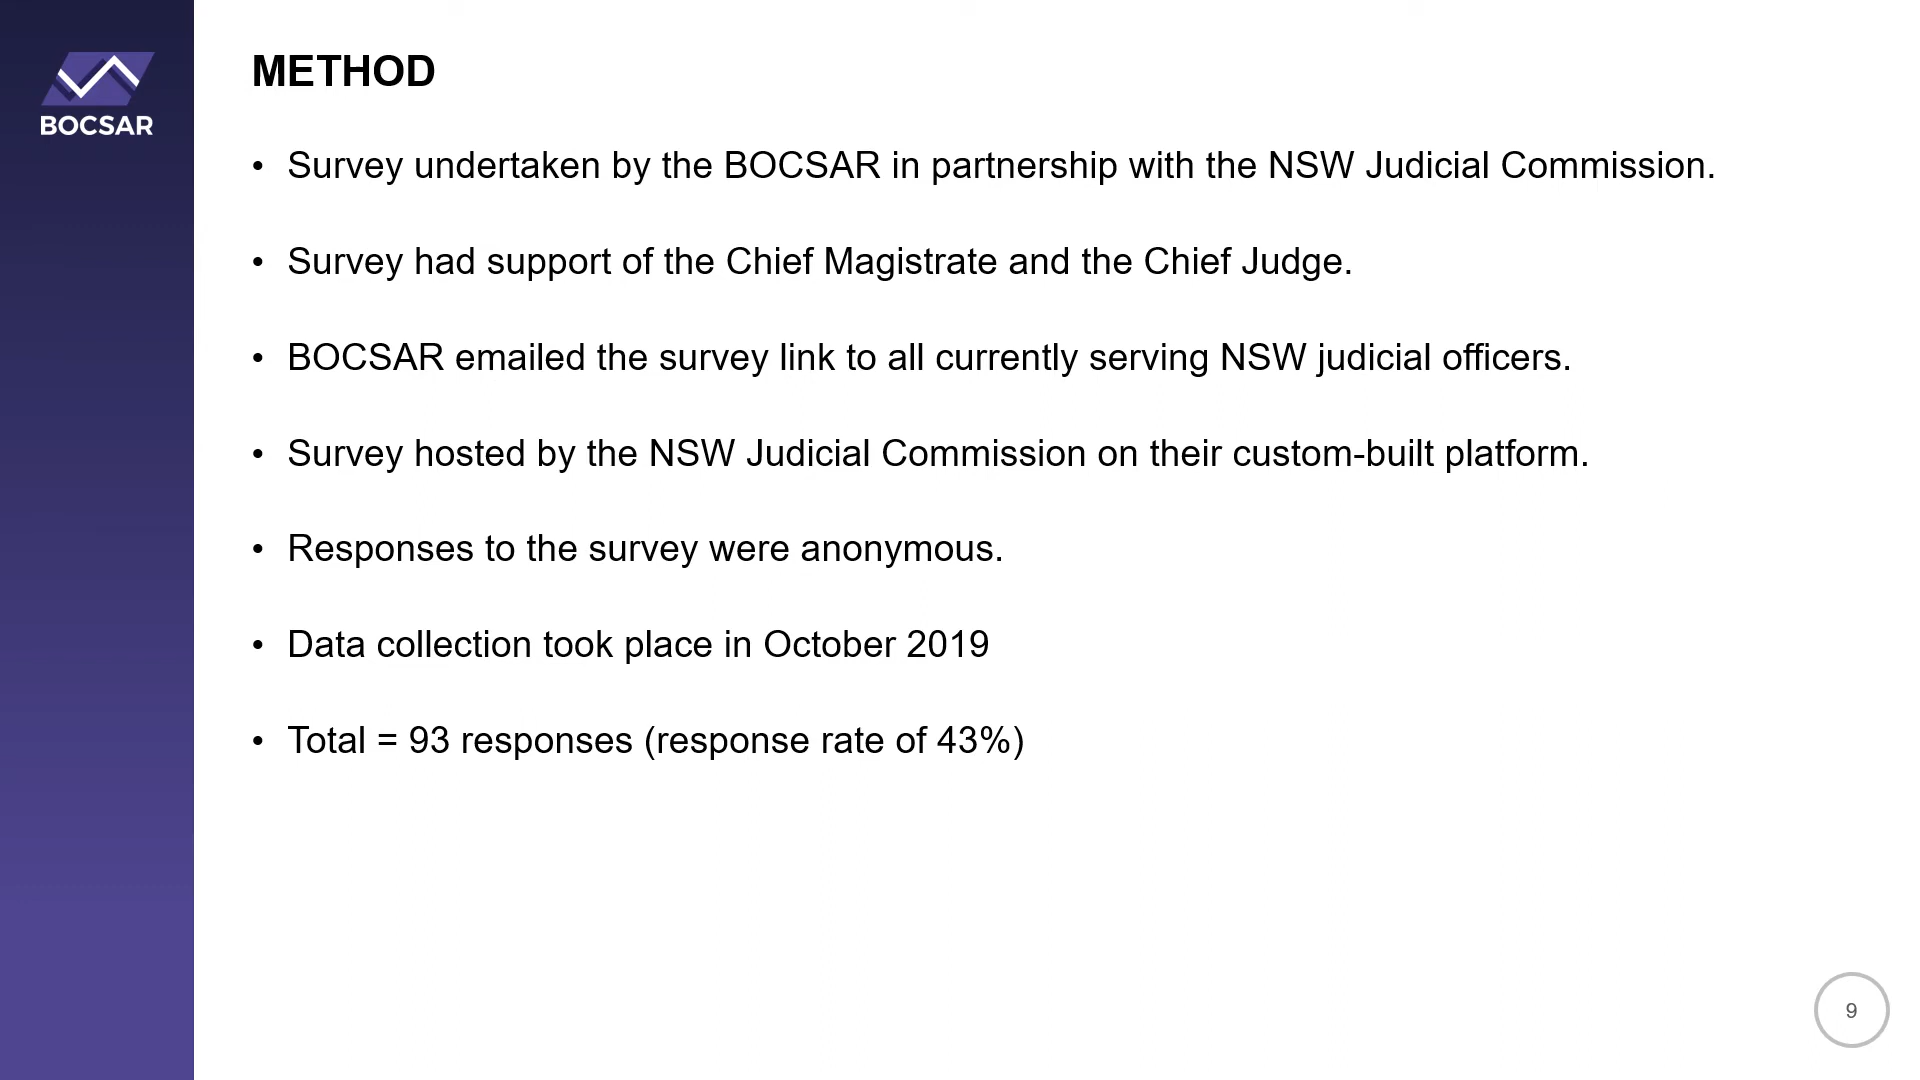 BOCSAR
METHOD
• Survey undertaken by the BOCSAR in partnership with the NSW Judicial Commission.
• Survey had support of the Chief Magistrate and the Chief Judge.
• BOCSAR emailed the survey link to all currently serving NSW judicial officers.
• Survey hosted by the NSW Judicial Commission on their custom-built platform.
• Responses to the survey were anonymous.
• Data collection took place in October 2019
• Total = 93 responses (response rate of 43%)
9